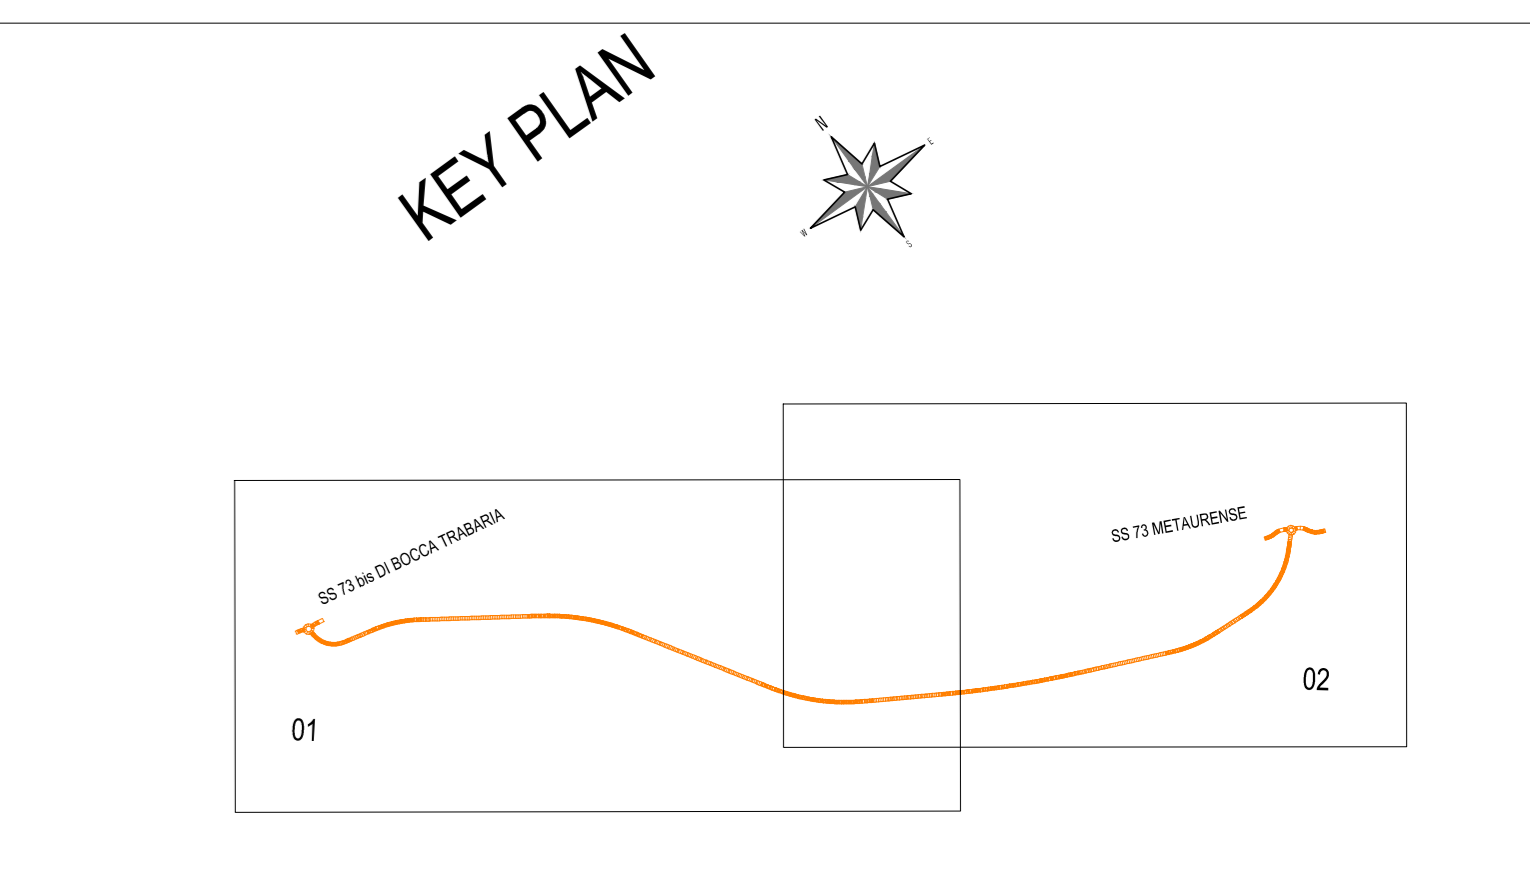 KEY PLAN
N
E
W
S
SS 73 bis DI BOCCA TRABARIA
SS 73 METAURENSE
02
01